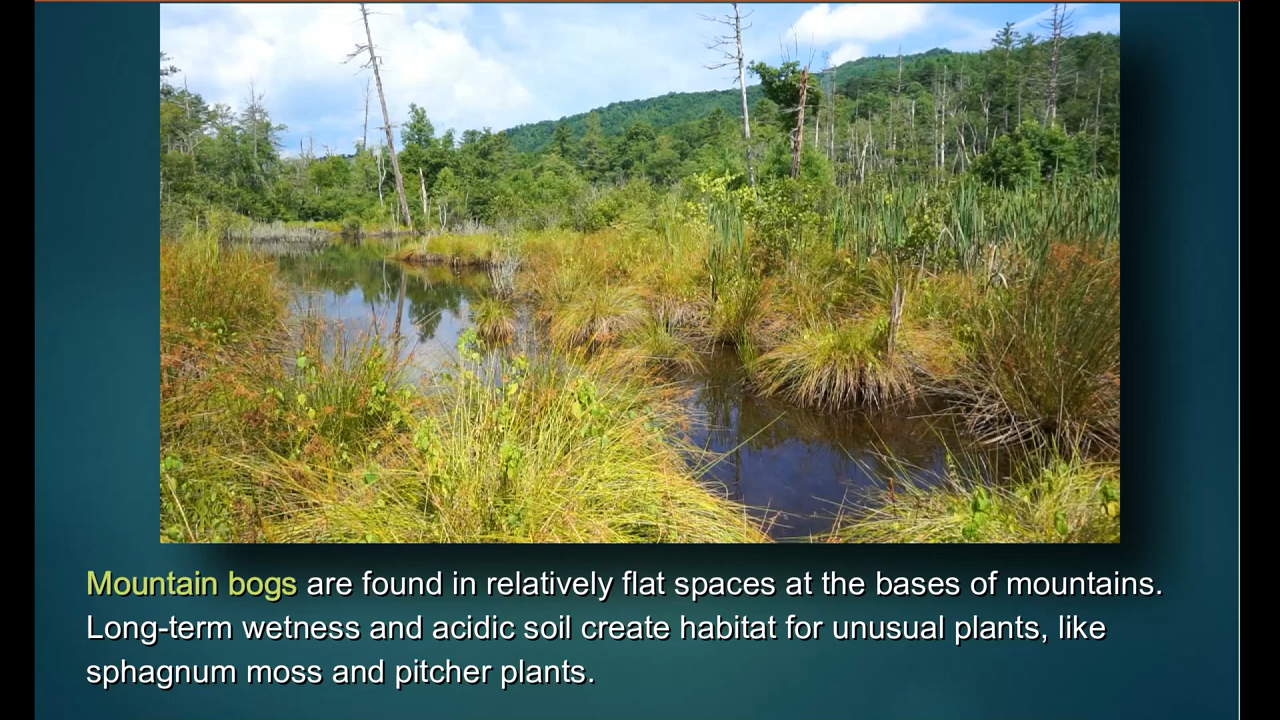 Mountain bogs are found in relatively flat spaces at the bases of mountains.
Long-term wetness and acidic soil create habitat for unusual plants, like
sphagnum moss and pitcher plants.